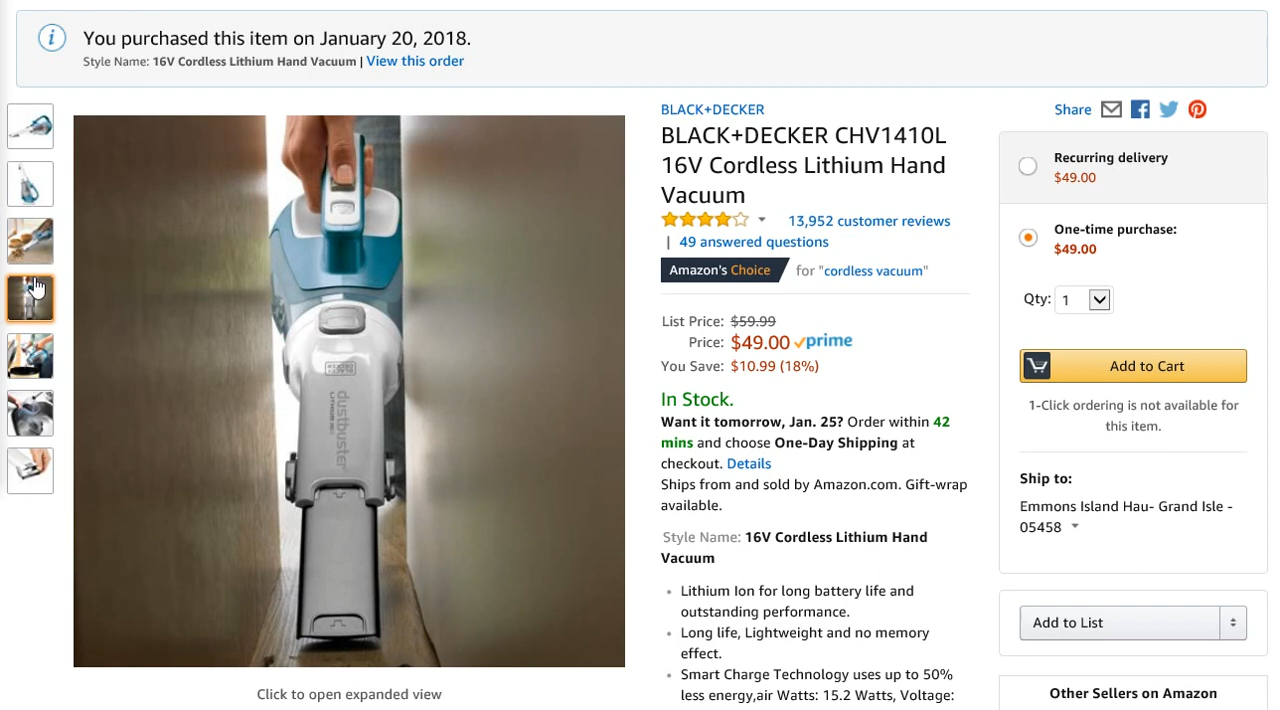 You purchased this item on January 20, 2018.
Style Name: 16V Cordless Lithium Hand Vacuum | View this order
BLACK+DECKER
BLACK+DECKER CHV1410L
16V Cordless Lithium Hand
Vacuum
13,952 customer reviews
| 49 answered questions
Amazon's Choice for "cordless vacuum"
List Price: $59.99
Price: $49.00 prime
You Save: $10.99 (18%)
In Stock.
Want it tomorrow, Jan. 25? Order within 42
mins and choose One-Day Shipping at
checkout. Details
Ships from and sold by Amazon.com. Gift-wrap
available.
Style Name: 16V Cordless Lithium Hand
Vacuum
• Lithium Ion for long battery life and
outstanding performance.
• Long life, Lightweight and no memory
effect.
• Smart Charge Technology uses up to 50%
less energy,air Watts: 15.2 Watts, Voltage:
Share
Recurring delivery
$49.00
One-time purchase:
$49.00
Qty: 1
Add to Cart
1-Click ordering is not available for
this item.
Ship to:
Emmons Island Hau- Grand Isle -
05458
Add to List
Other Sellers on Amazon
BLACK+
DECKER
dustbuster
LITHIUM
Click to open expanded view